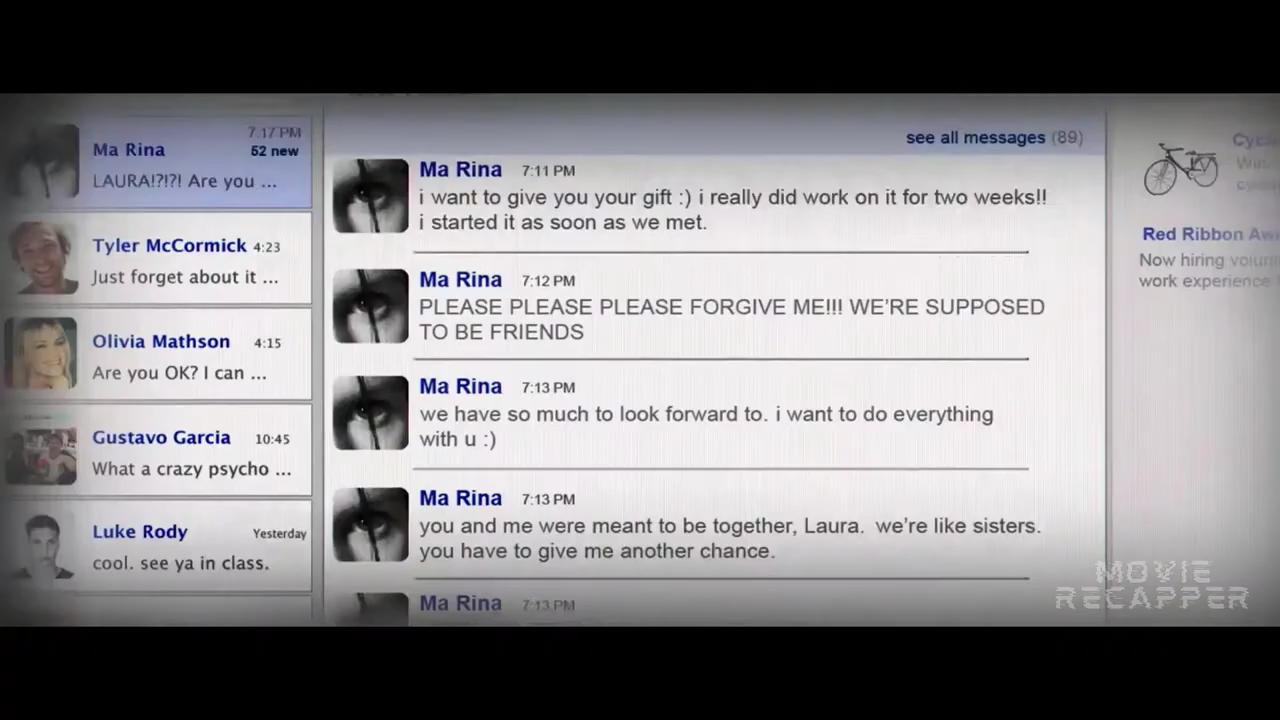 7:17 PM
Ma Rina
52 new
LAURA!?!?! Are you ...
Tyler McCormick 4:23
Just forget about it ...
Olivia Mathson 4:15
Are you OK? I can ...
Gustavo Garcia 10:45
What a crazy psycho ...
Luke Rody Yesterday
cool. see ya in class.
see all messages (89)
Ma Rina 7:11 PM
i want to give you your gift :) i really did work on it for two weeks!!
i started it as soon as we met.
Ma Rina 7:12 PM
PLEASE PLEASE PLEASE FORGIVE ME!!! WE'RE SUPPOSED
TO BE FRIENDS
Ma Rina 7:13 PM
we have so much to look forward to. i want to do everything
with u :)
Ma Rina 7:13 PM
you and me were meant to be together, Laura. we're like sisters.
you have to give me another chance.
Ma Rina 7:13 PM
Red Ribbon
Now hiring
work experience
MOVIE
RECAPPER